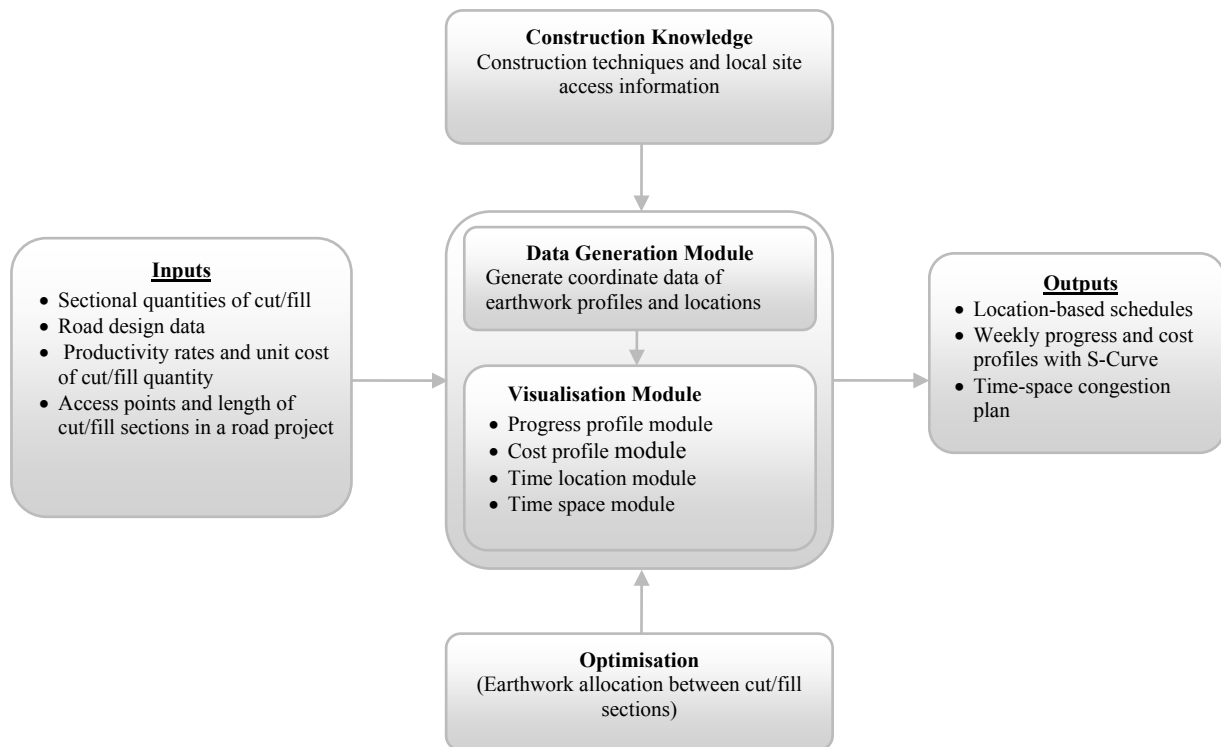 Construction Knowledge
Construction techniques and local site
access information
Inputs
• Sectional quantities of cut/fill
• Road design data
• Productivity rates and unit cost
of cut/fill quantity
• Access points and length of
cut/fill sections in a road project
Data Generation Module
Generate coordinate data of
earthwork profiles and locations
Visualisation Module
• Progress profile module
• Cost profile module
• Time location module
• Time space module
Outputs
• Location-based schedules
• Weekly progress and cost
profiles with S-Curve
• Time-space congestion
plan
Optimisation
(Earthwork allocation between cut/fill
sections)